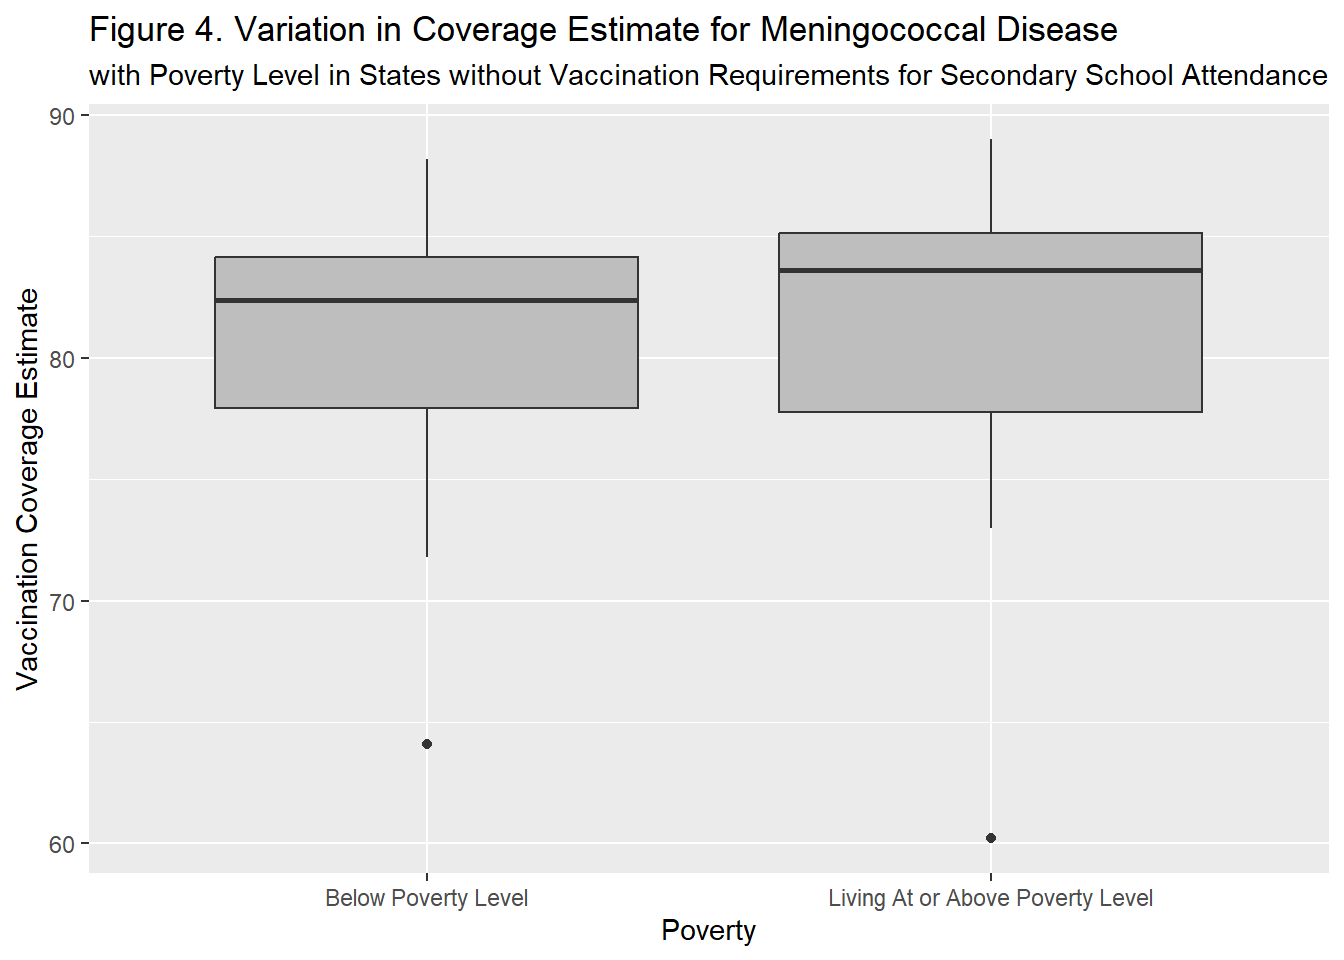 Figure 4. Variation in Coverage Estimate for Meningococcal Disease
with Poverty Level in States without Vaccination Requirements for Secondary School Attendance
90
80
70
60
Vaccination Coverage Estimate
Below Poverty Level
Living At or Above Poverty Level
Poverty